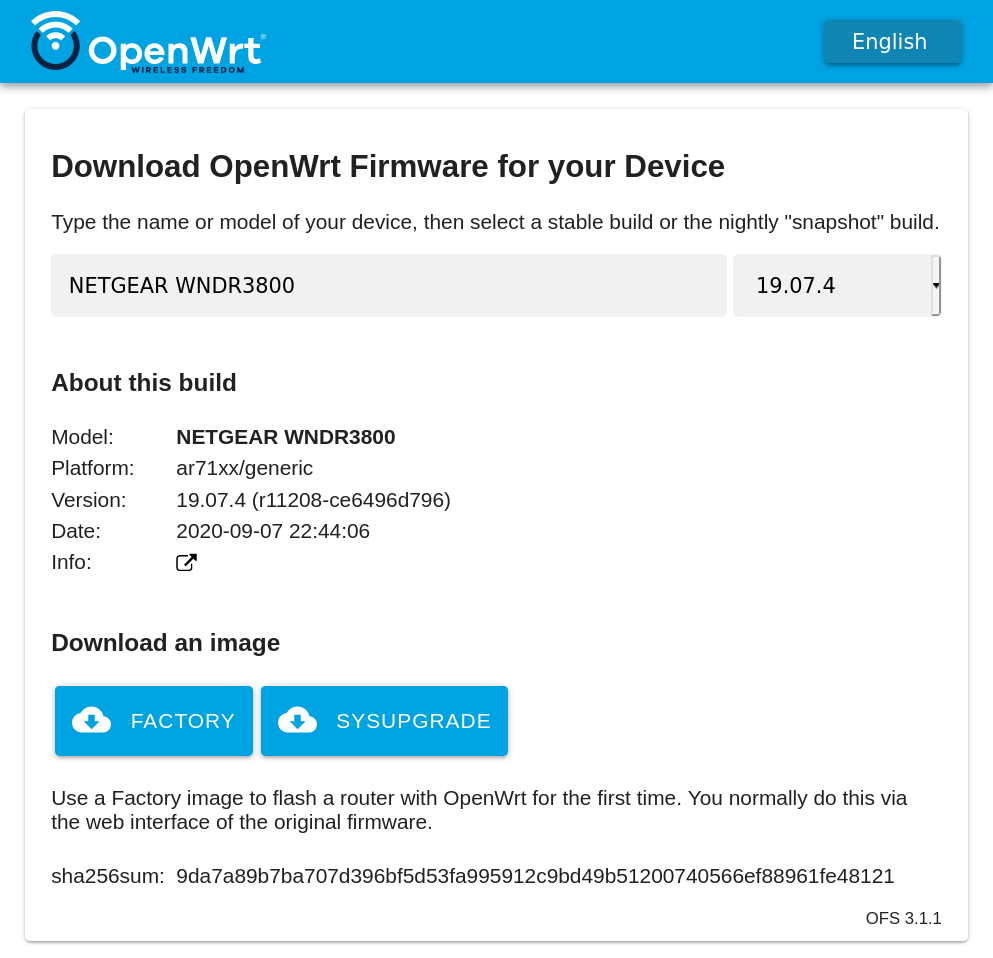 OpenWrt®
WIRELESS FREEDOM
English
Download OpenWrt Firmware for your Device
Type the name or model of your device, then select a stable build or the nightly "snapshot" build.
NETGEAR WNDR3800 19.07.4
About this build
Model: NETGEAR WNDR3800
Platform: ar71xx/generic
Version: 19.07.4 (r11208-ce6496d796)
Date: 2020-09-07 22:44:06
Info:
Download an image
FACTORY SYSUPGRADE
Use a Factory image to flash a router with OpenWrt for the first time. You normally do this via
the web interface of the original firmware.
sha256sum: 9da7a89b7ba707d396bf5d53fa995912c9bd49b51200740566ef88961fe48121
OFS 3.1.1